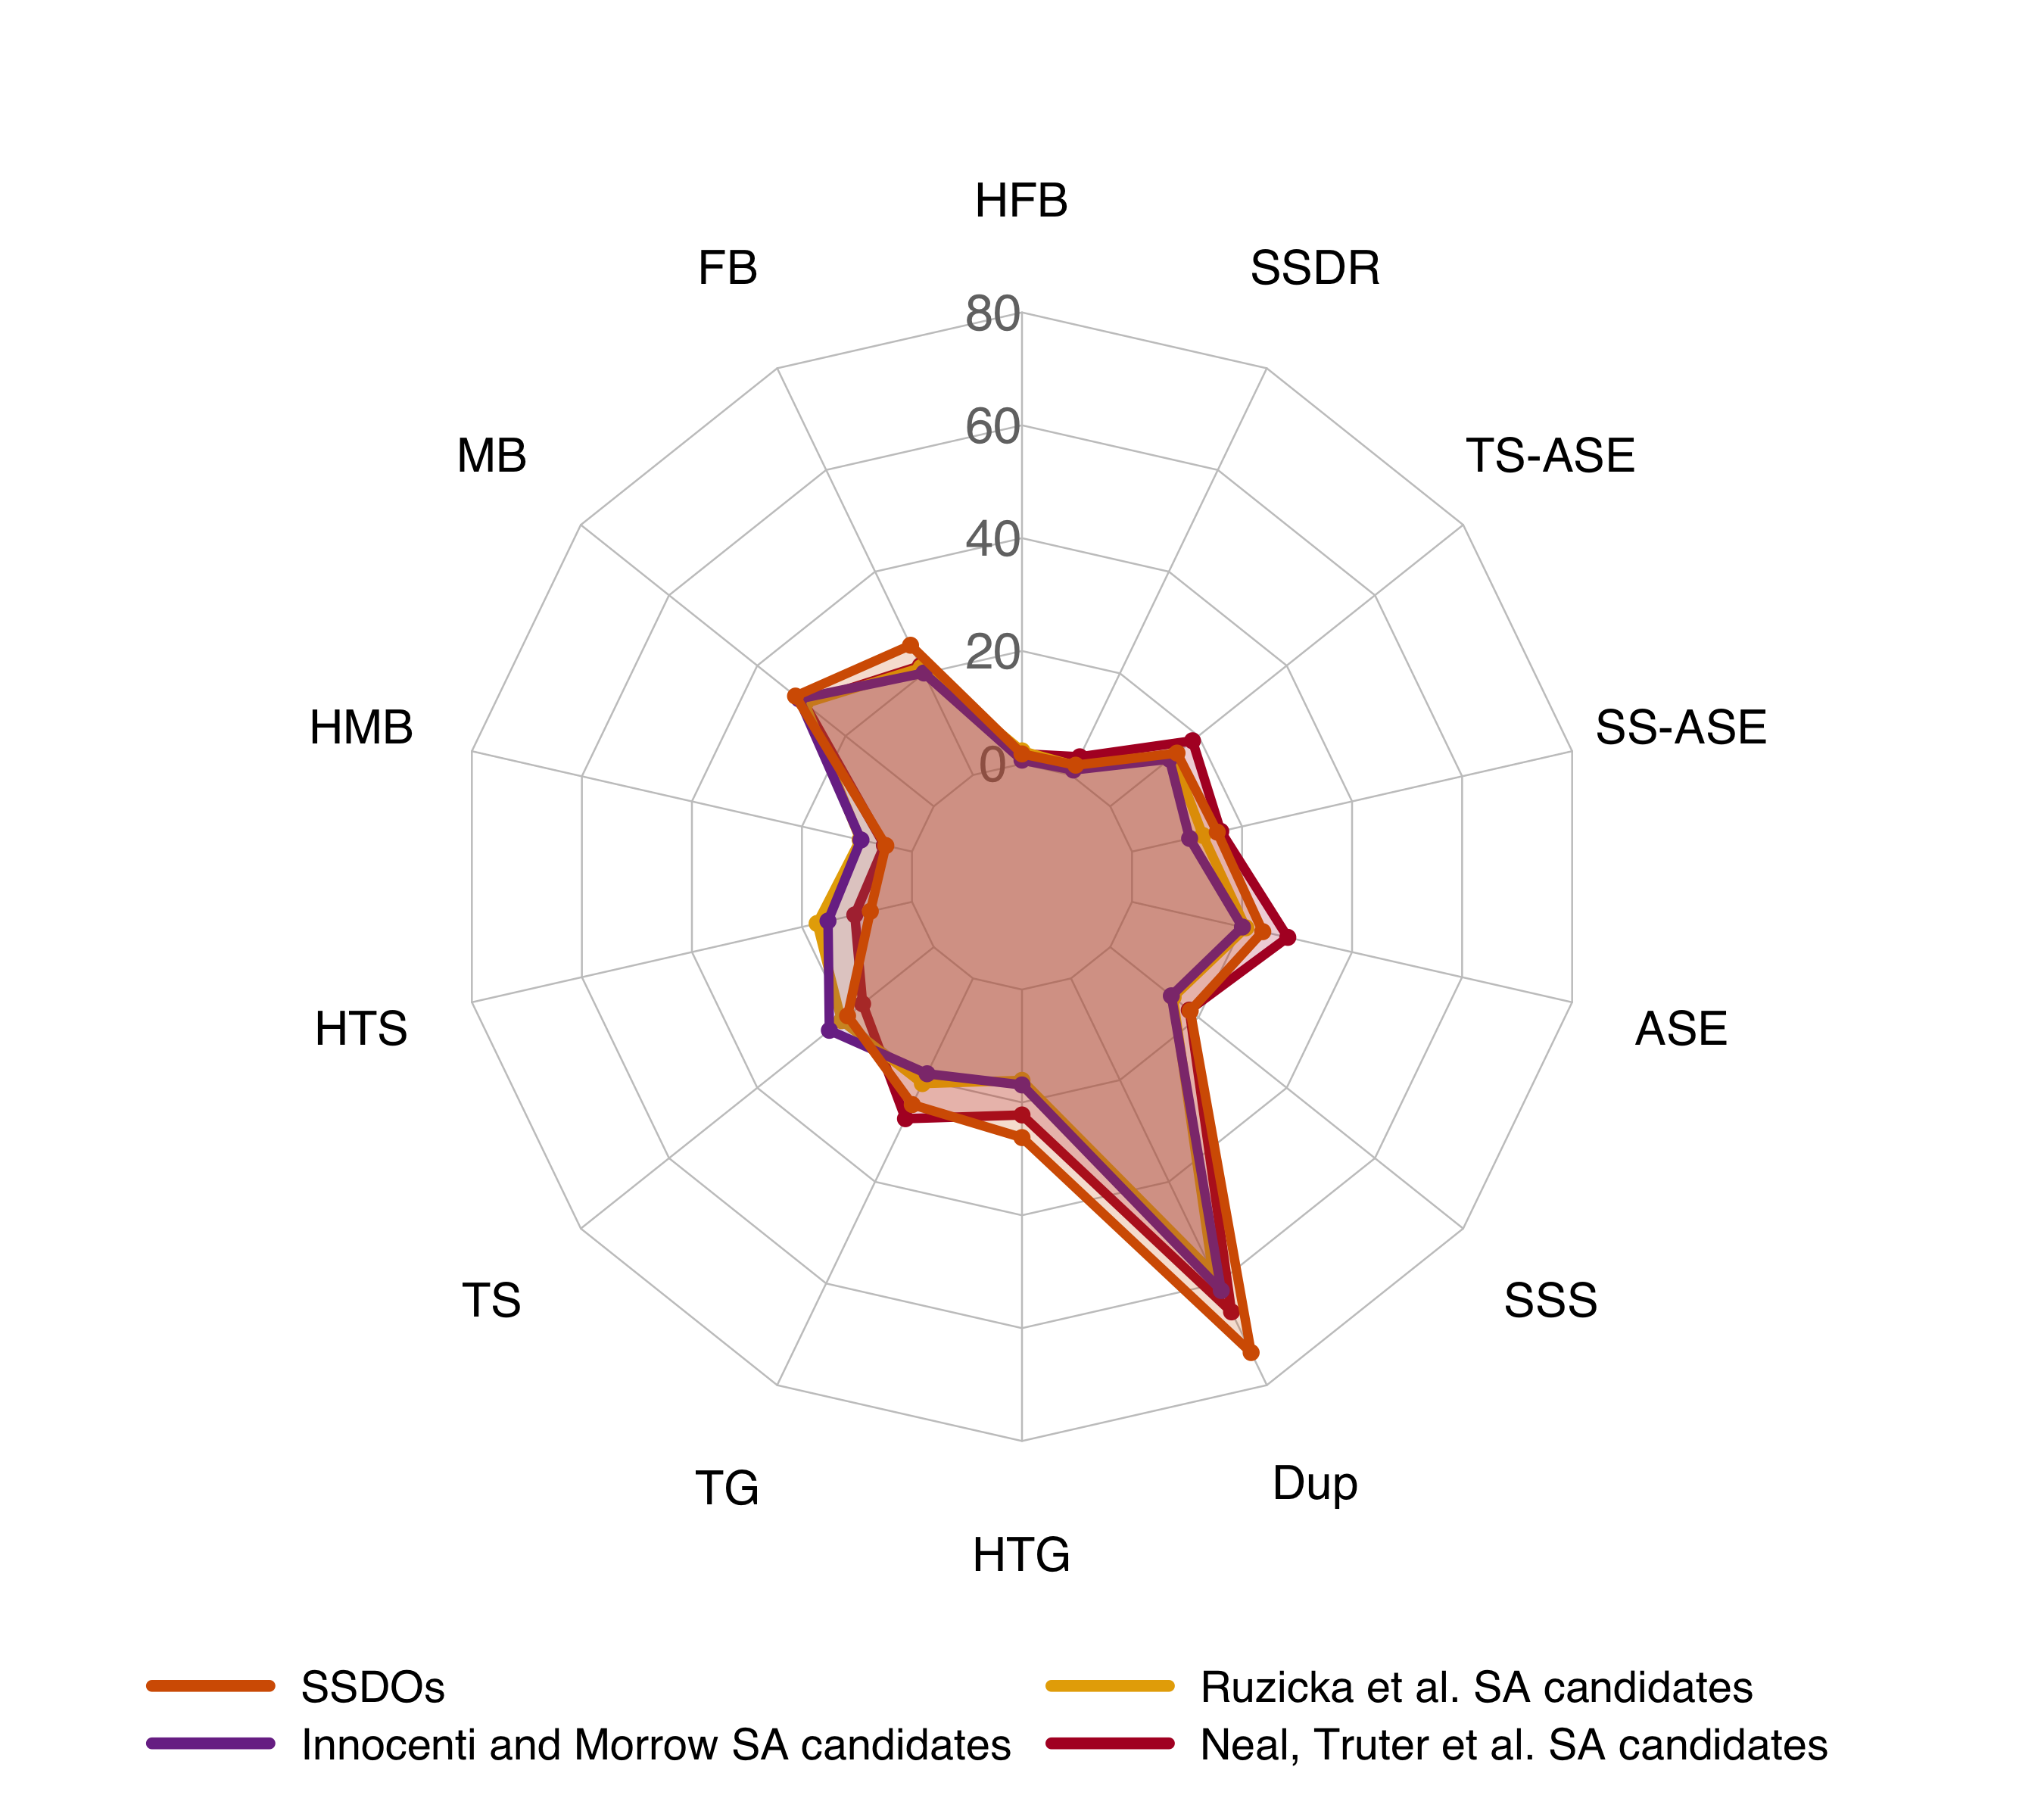 HFB
FB
SSDR
80
MB
60
TS-ASE
40
20
HMB
SS-ASE
0
HTS
ASE
TS
SSS
TG
Dup
HTG
SSDOs
Ruzicka et al. SA candidates
Innocenti and Morrow SA candidates
Neal, Truter et al. SA candidates